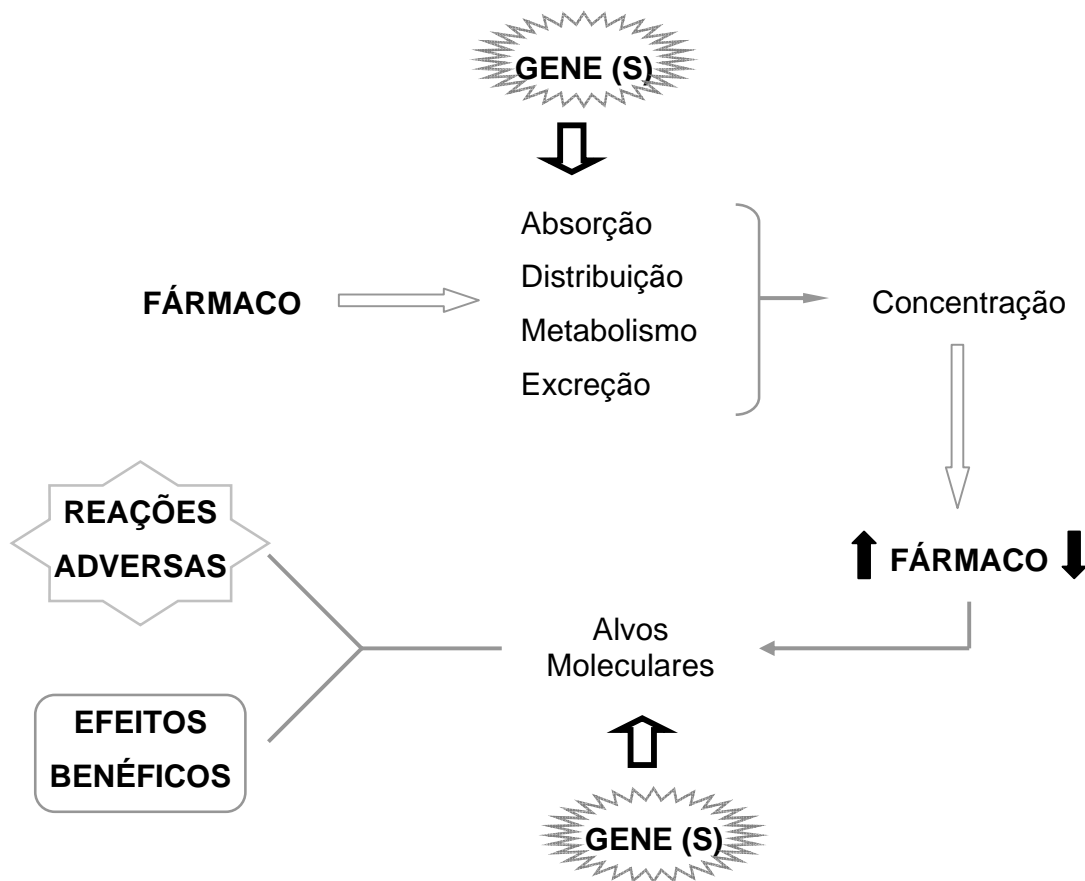 GENE (S)
Absorção
Distribuição
Metabolismo
Excreção
FÁRMACO
Concentração
FÁRMACO
Alvos
Moleculares
GENE (S)
REAÇÕES
ADVERSAS
EFEITOS
BENÉFICOS